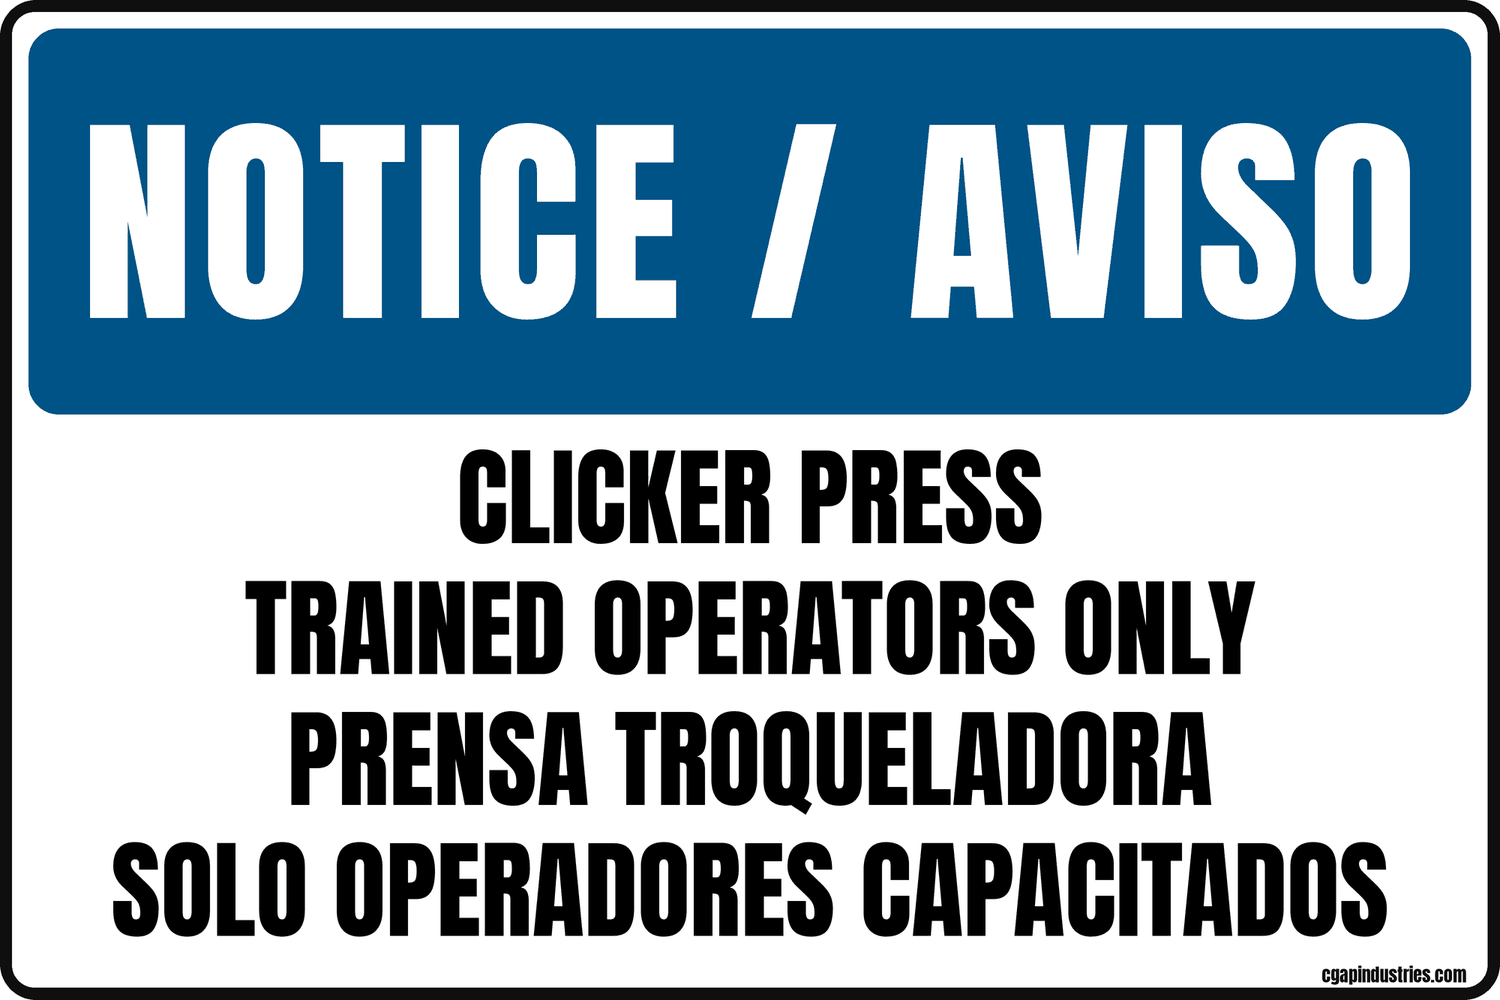 NOTICE / AVISO
CLICKER PRESS
TRAINED OPERATORS ONLY
PRENSA TROQUELADORA
SOLO OPERADORES CAPACITADOS
cgapindustries.com